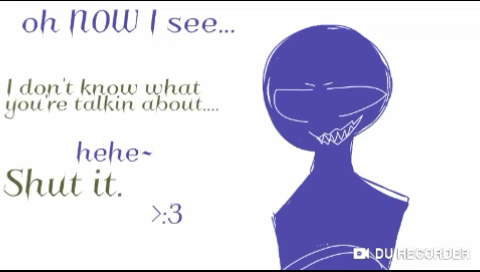 oh NOW I see...
I don't know what
you're talkin about....
hehe~
Shut it.
>:3
DU RECORDER